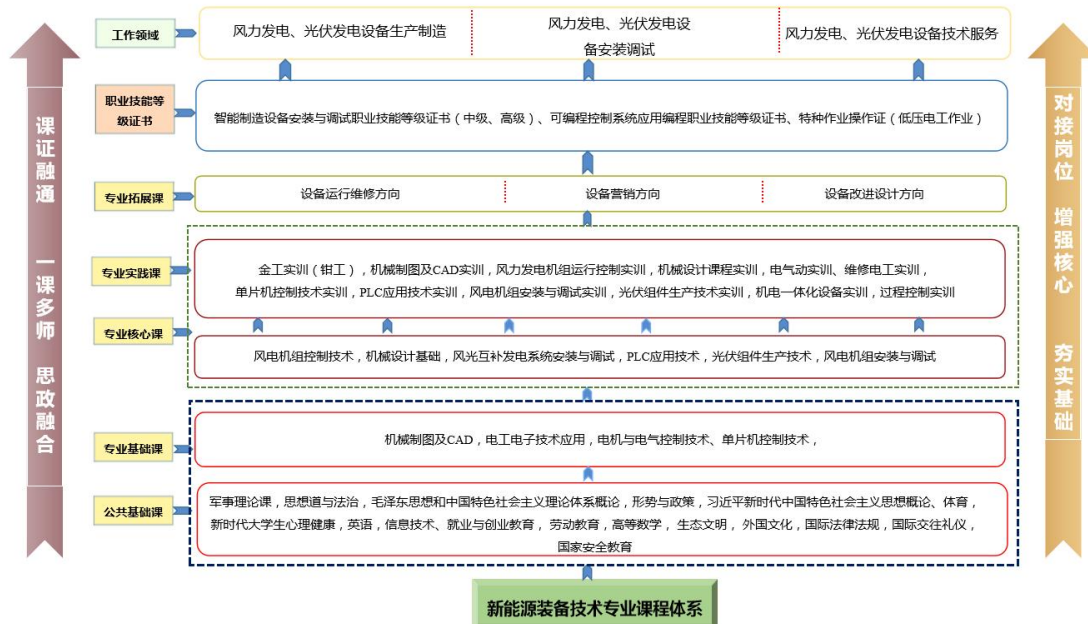 工作领域
风力发电、光伏发电设备生产制造
风力发电、光伏发电设
备安装调试
风力发电、光伏发电设备技术服务
职业技能等
级证书
智能制造设备安装与调试职业技能等级证书（中级、高级）、可编程控制系统应用编程职业技能等级证书、特种作业操作证（低压电工作业）
专业拓展课
设备运行维修方向
设备营销方向
设备改进设计方向
专业实践课
金工实训（钳工），机械制图及CAD实训，风力发电机组运行控制实训，机械设计课程实训，电气动实训、维修电工实训，
单片机控制技术实训，PLC应用技术实训，风电机组安装与调试实训，光伏组件生产技术实训，机电一体化设备实训，过程控制实训
专业核心课
风电机组控制技术，机械设计基础，风光互补发电系统安装与调试，PLC应用技术，光伏组件生产技术，风电机组安装与调试
专业基础课
机械制图及CAD，电工电子技术应用，电机与电气控制技术、单片机控制技术，
公共基础课
军事理论课，思想道与法治，毛泽东思想和中国特色社会主义理论体系概论，形势与政策，习近平新时代中国特色社会主义思想概论、体育，
新时代大学生心理健康，英语，信息技术、就业与创业教育， 劳动教育，高等数学， 生态文明， 外国文化，国际法律法规，国际交往礼仪，
国家安全教育
新能源装备技术专业课程体系
课证融通 一课多师 思政融合
对接岗位 增强核心 夯实基础